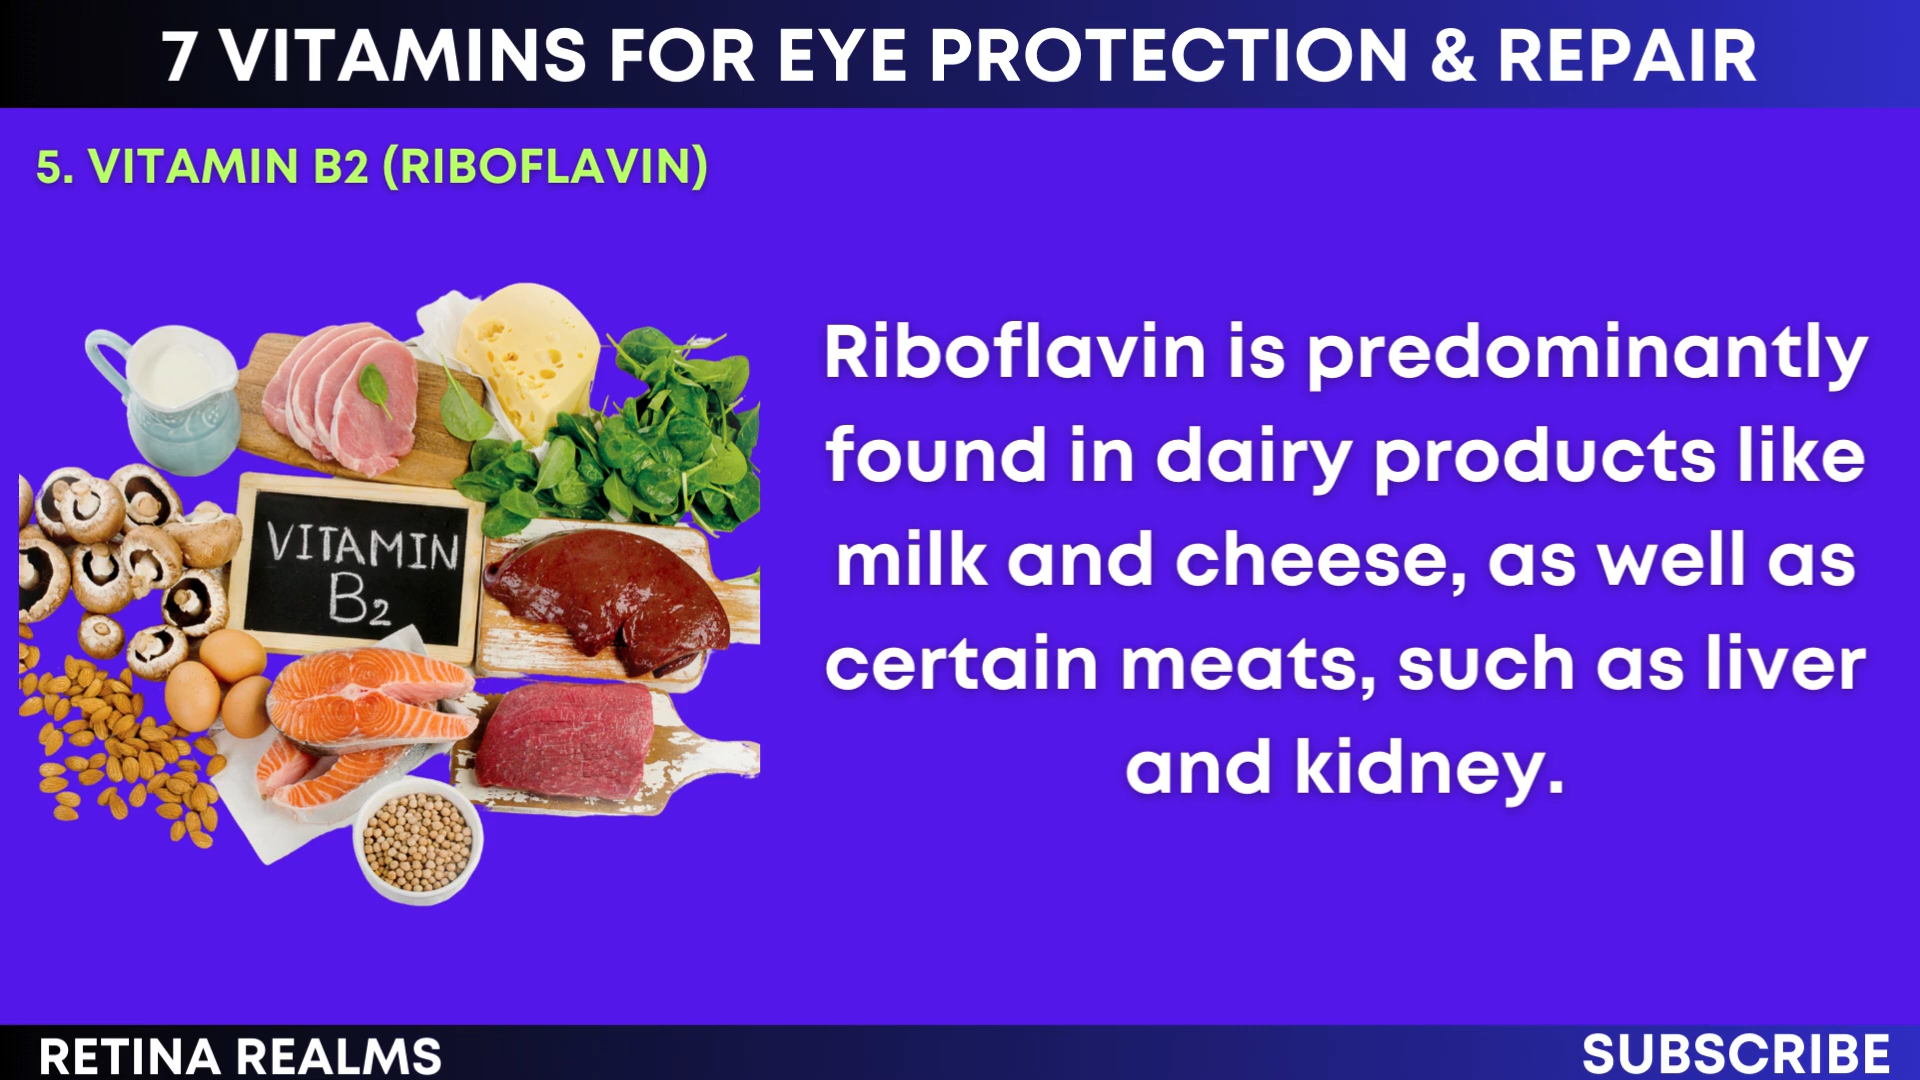 7 VITAMINS FOR EYE PROTECTION & REPAIR
5. VITAMIN B2 (RIBOFLAVIN)
VITAMIN
B2
Riboflavin is predominantly
found in dairy products like
milk and cheese, as well as
certain meats, such as liver
and kidney.
RETINA REALMS
SUBSCRIBE